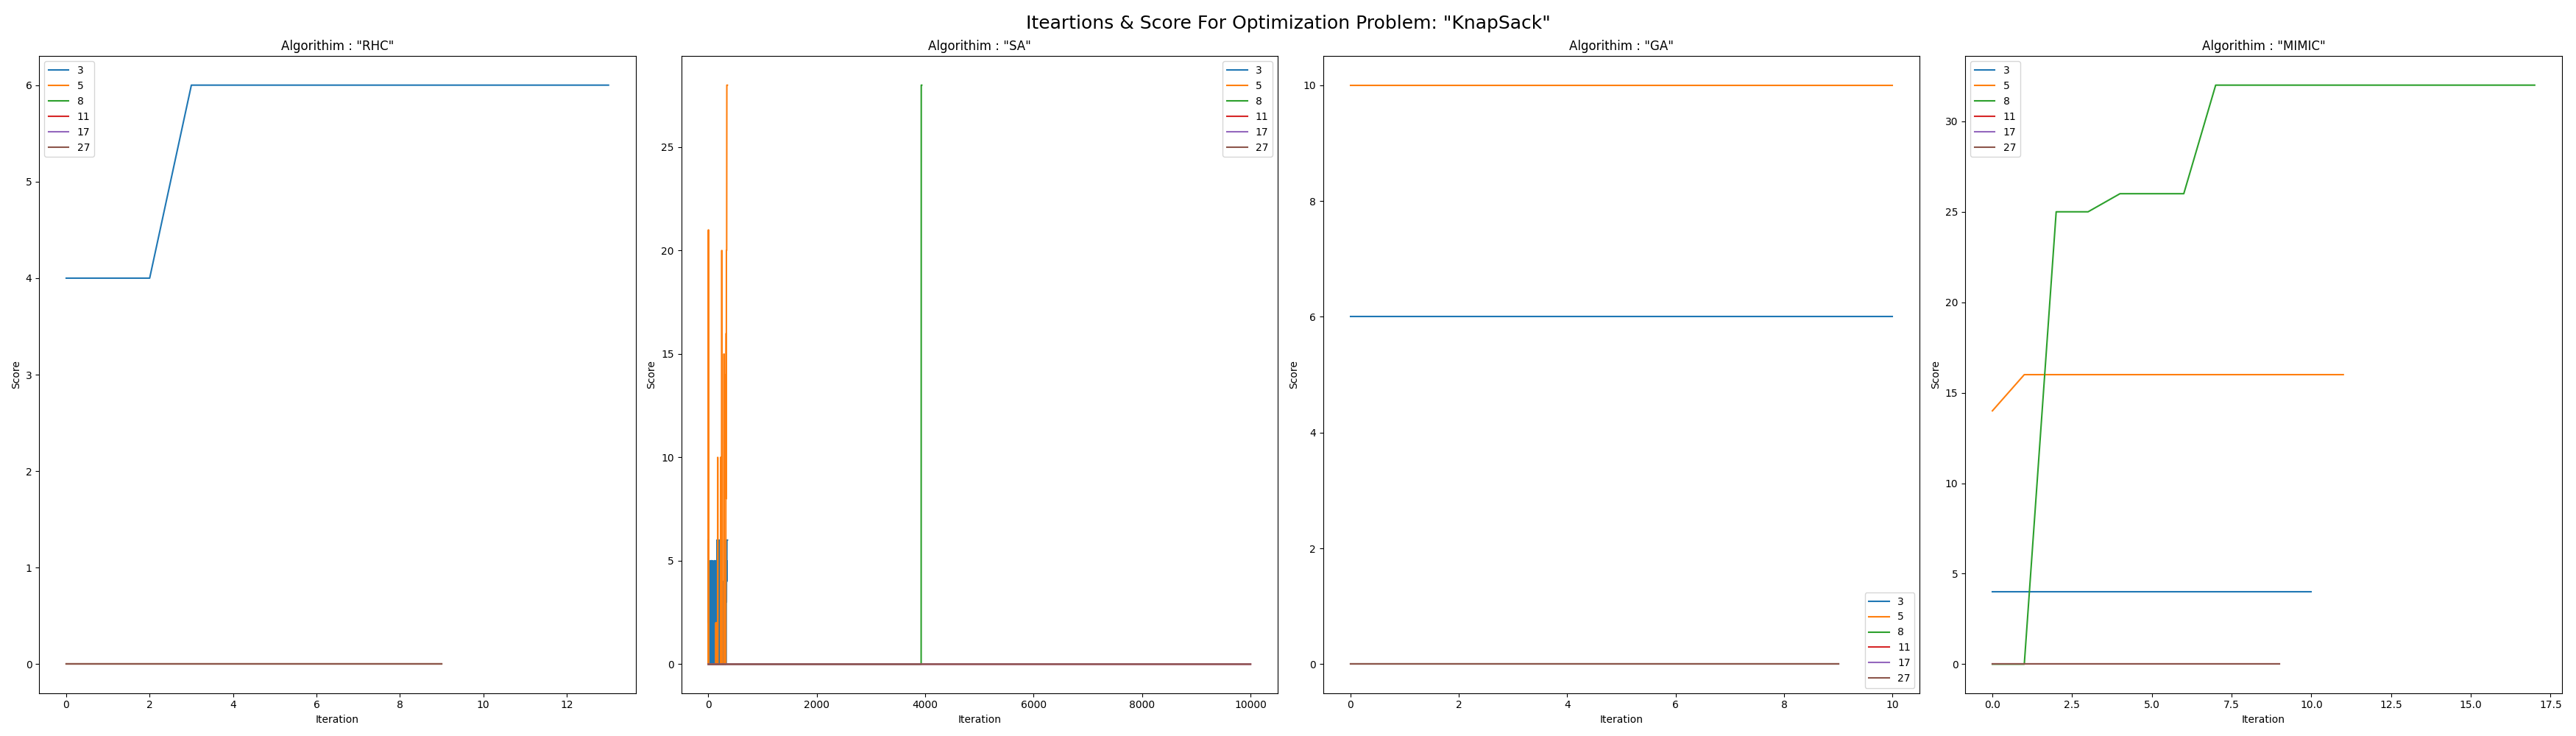 Iteartions & Score For Optimization Problem: "KnapSack"
Algorithim : "RHC"
3
5
8
11
17
27
6
5
4
3
2
1
0
Score
0 2 4 6 8 10 12
Iteration
Algorithim : "SA"
3
5
8
11
17
27
25
20
15
10
5
0
Score
0 2000 4000 6000 8000 10000
Iteration
Algorithim : "GA"
10
8
6
4
2
0
Score
3
5
8
11
17
27
0 2 4 6 8 10
Iteration
Algorithim : "MIMIC"
3
5
8
11
17
27
30
25
20
15
10
5
0
Score
0.0 2.5 5.0 7.5 10.0 12.5 15.0 17.5
Iteration